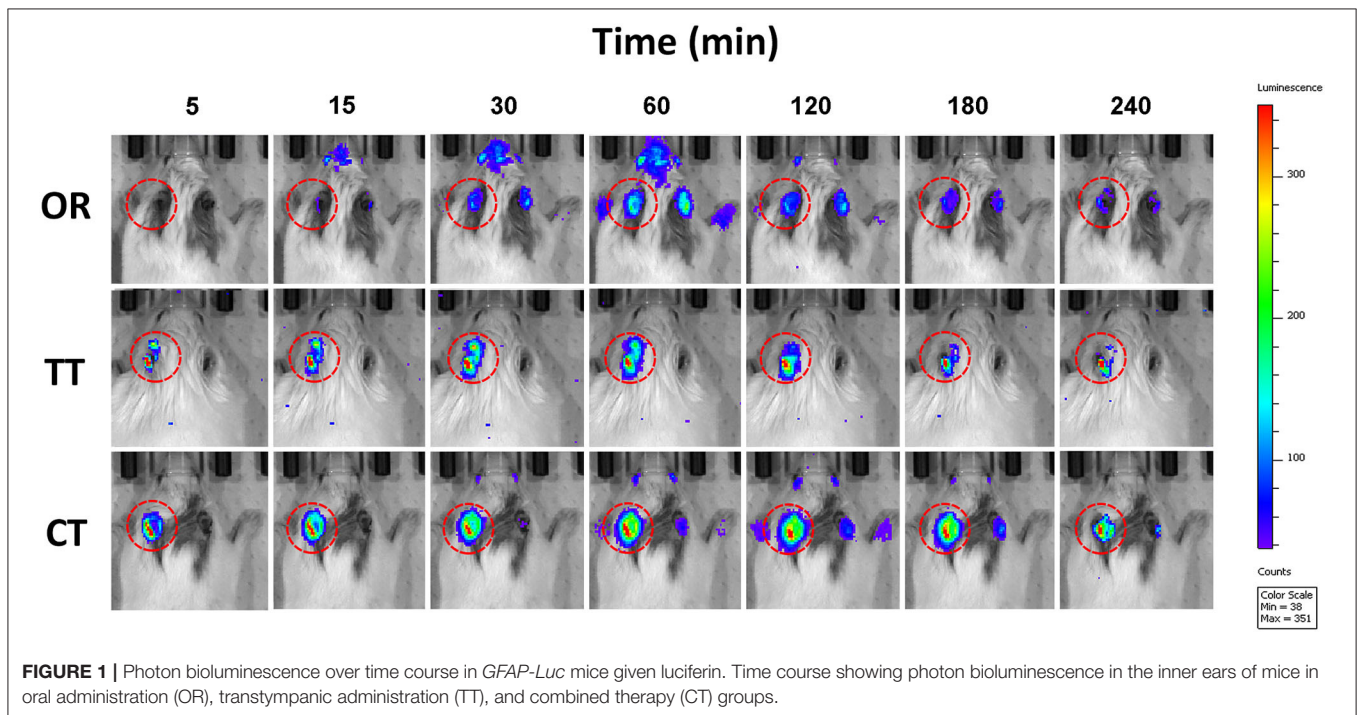 Time (min)
5 15 30 60 120 180 240
Luminescence
OR
300
TT
200
100
CT
Counts
Color Scale
Min = 38
Max = 351
FIGURE 1 | Photon bioluminescence over time course in GFAP-Luc mice given luciferin. Time course showing photon bioluminescence in the inner ears of mice in
oral administration (OR), transtympanic administration (TT), and combined therapy (CT) groups.